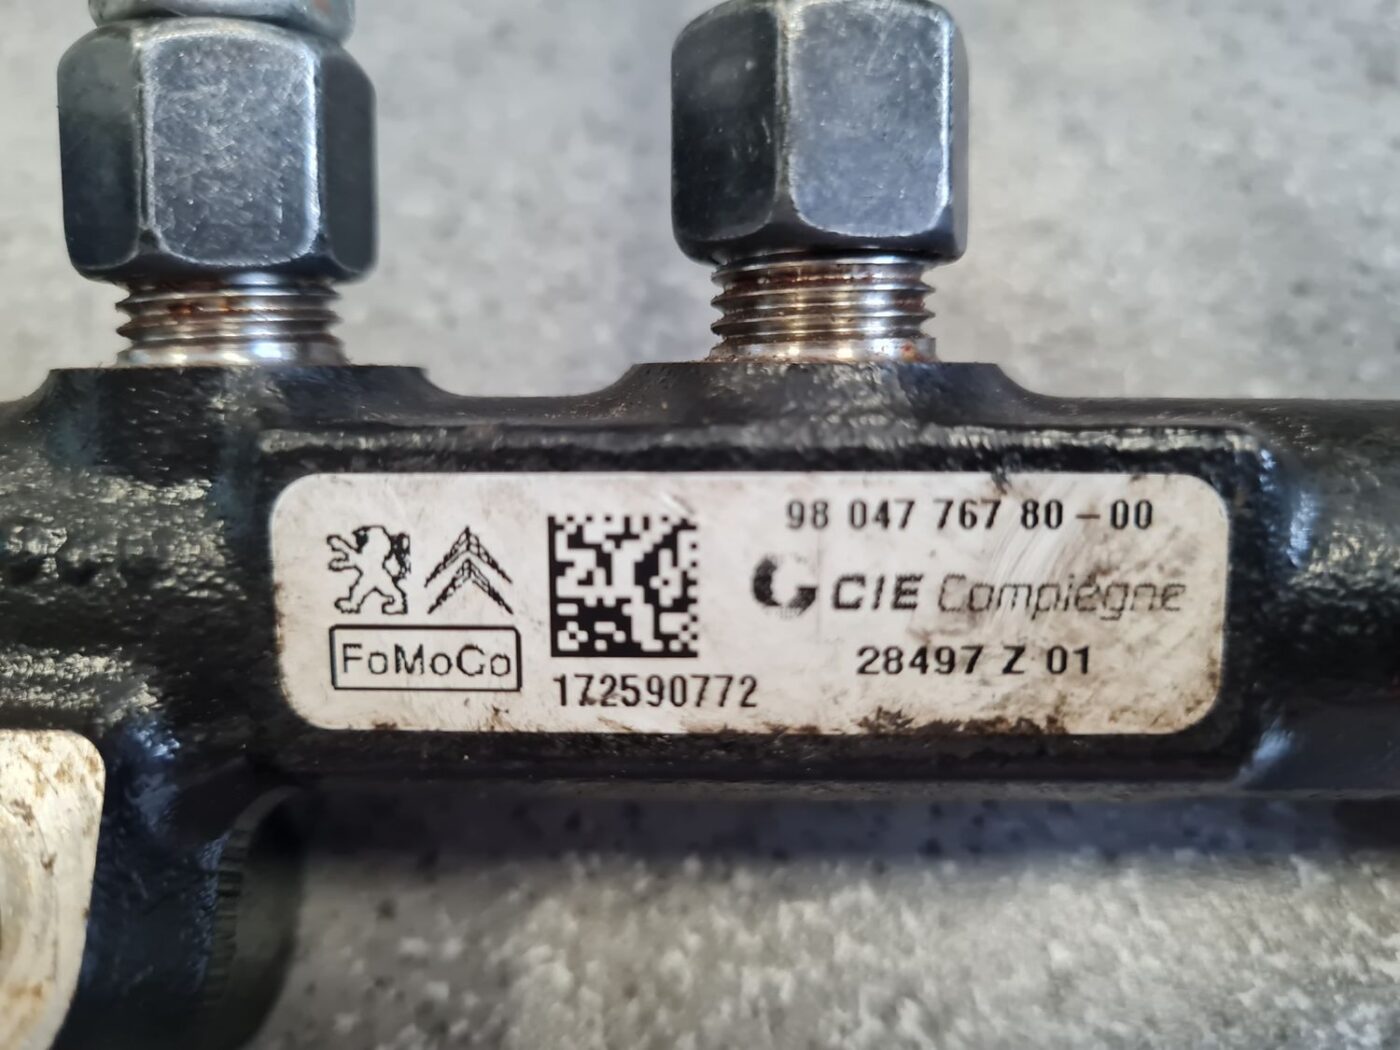 FoMoCo
172590772
98 047 767 80-00
CIE Compiègne
28497 Z 01